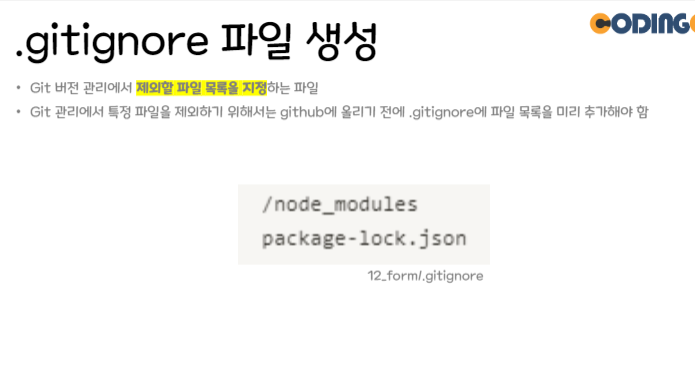 CODING
.gitignore 파일 생성
• Git 버전 관리에서 제외할 파일 목록을 지정하는 파일
• Git 관리에서 특정 파일을 제외하기 위해서는 github에 올리기 전에 .gitignore에 파일 목록을 미리 추가해야 함
/node_modules
package-lock.json
12_form/.gitignore